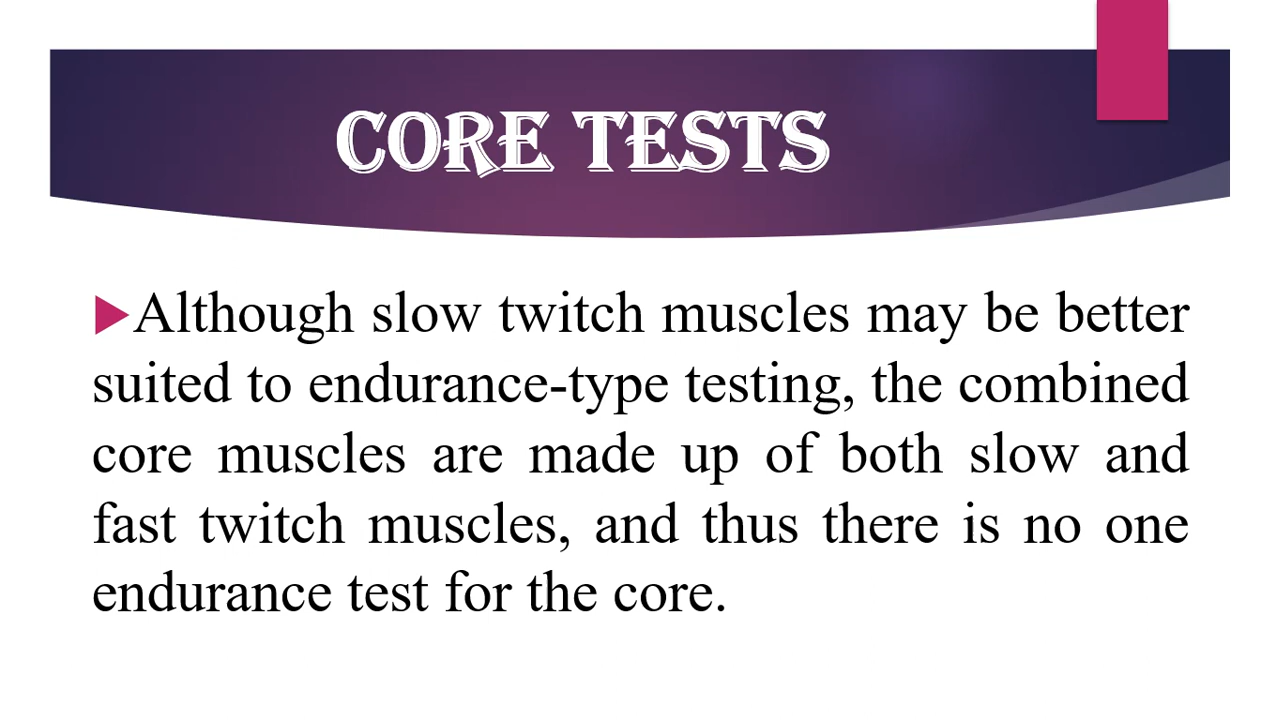 CORE TESTS
Although slow twitch muscles may be better
suited to endurance-type testing, the combined
core muscles are made up of both slow and
fast twitch muscles, and thus there is no one
endurance test for the core.